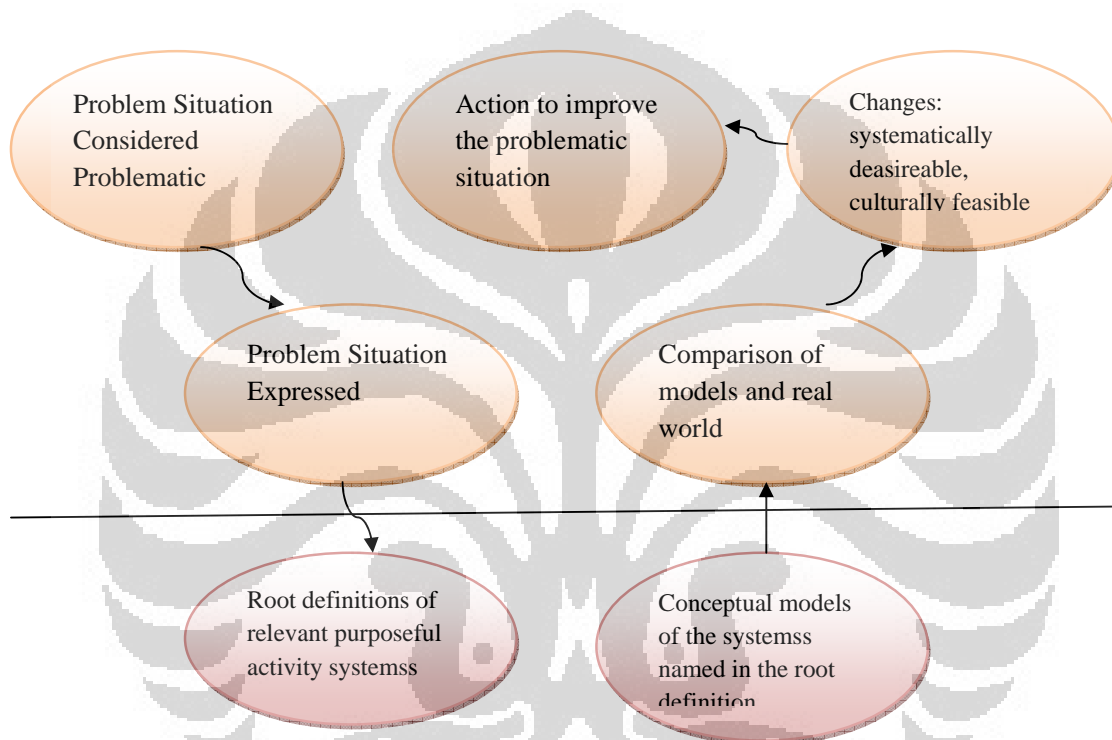 Problem Situation
Considered
Problematic
Action to improve
the problematic
situation
Changes:
systematically
deasireable,
culturally feasible
Problem Situation
Expressed
Comparison of
models and real
world
Root definitions of
relevant purposeful
activity systemss
Conceptual models
of the systemss
named in the root
definition